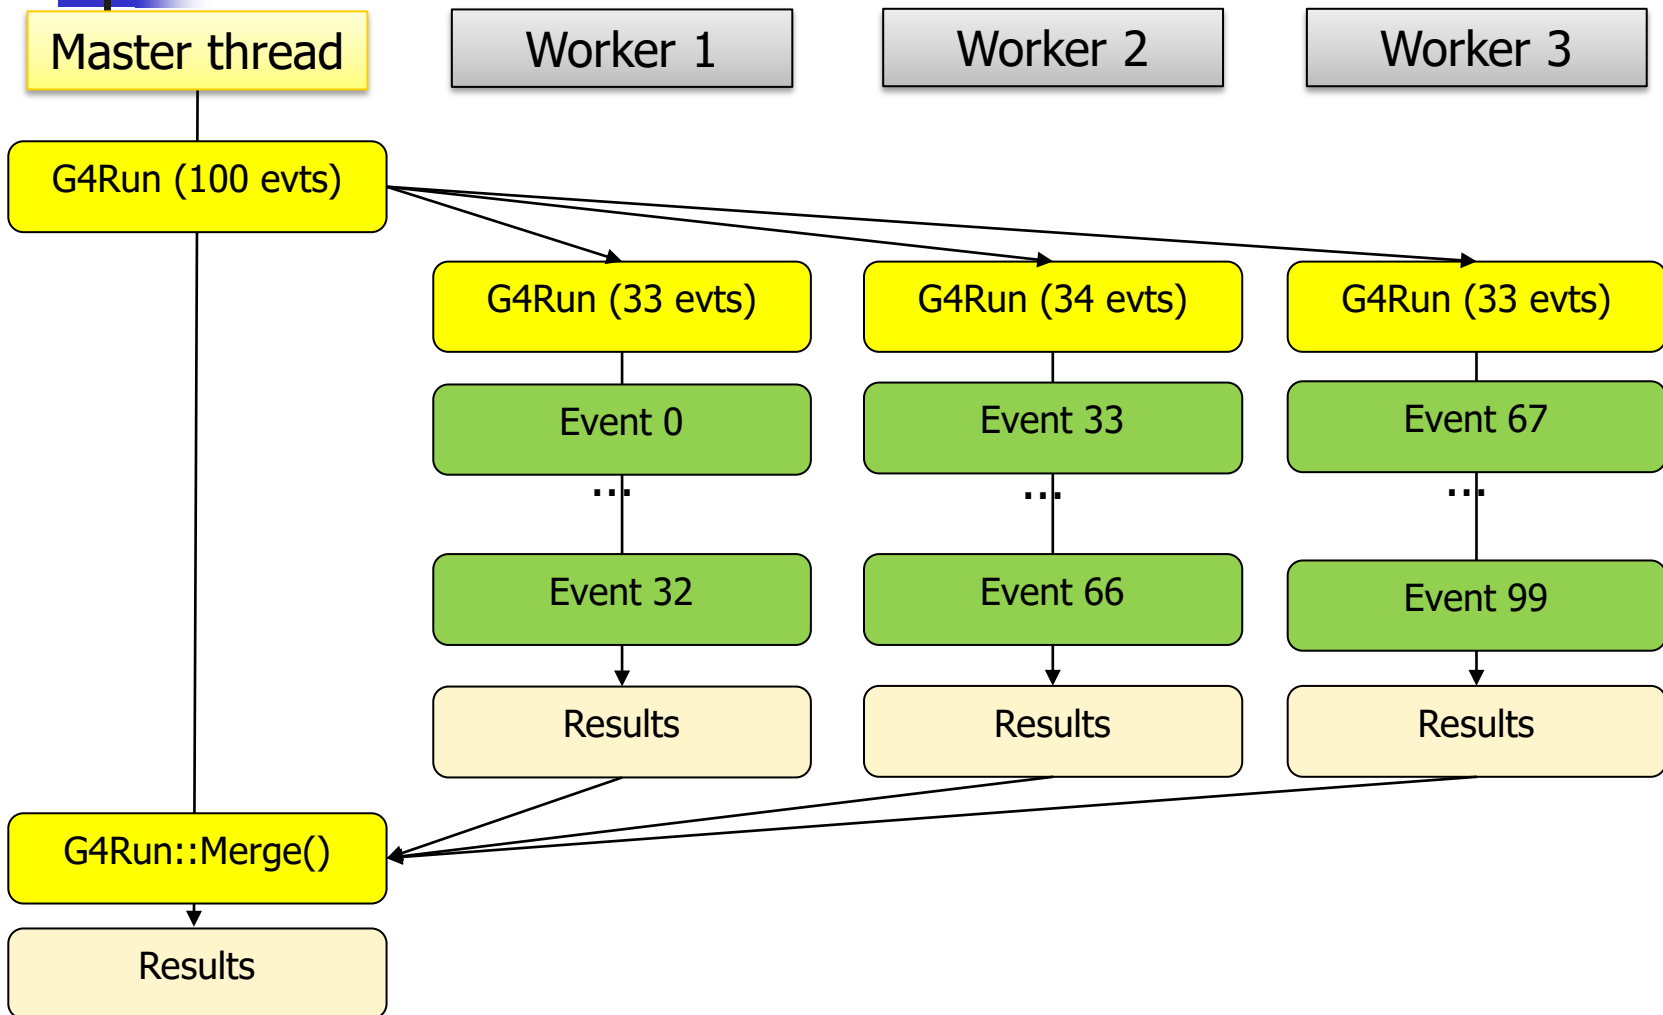 Master thread
Worker 1
Worker 2
Worker 3
G4Run (100 evts)
G4Run (33 evts)
G4Run (34 evts)
G4Run (33 evts)
Event 0
Event 33
Event 67
...
...
...
Event 32
Event 66
Event 99
Results
Results
Results
G4Run::Merge()
Results